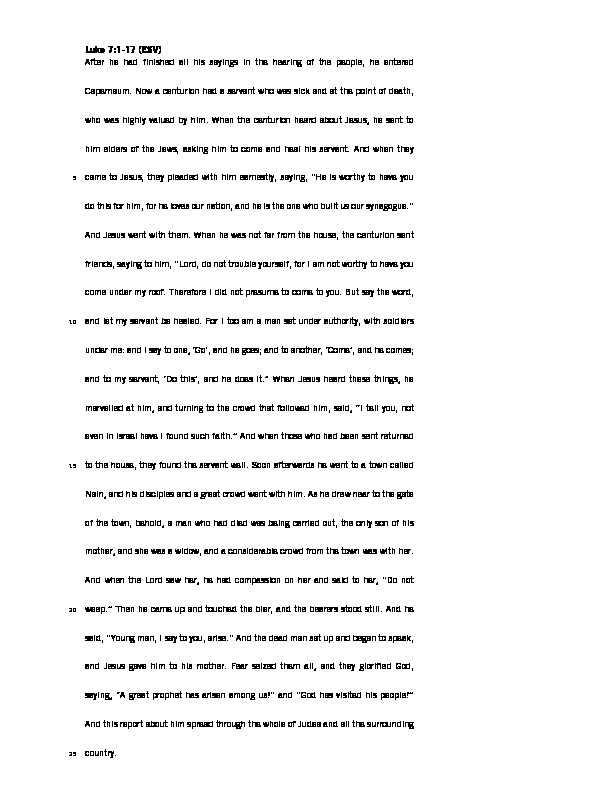 Luke 7:1-17 (ESV)
After he had finished all his sayings in the hearing of the people, he entered
Capernaum. Now a centurion had a servant who was sick and at the point of death,
who was highly valued by him. When the centurion heard about Jesus, he sent to
him elders of the Jews, asking him to come and heal his servant. And when they
5 came to Jesus, they pleaded with him earnestly, saying, "He is worthy to have you
do this for him, for he loves our nation, and he is the one who built us our synagogue."
And Jesus went with them. When he was not far from the house, the centurion sent
friends, saying to him, "Lord, do not trouble yourself, for I am not worthy to have you
come under my roof. Therefore I did not presume to come to you. But say the word,
10 and let my servant be healed. For I too am a man set under authority, with soldiers
under me: and I say to one, 'Go', and he goes; and to another, 'Come', and he comes;
and to my servant, 'Do this', and he does it." When Jesus heard these things, he
marvelled at him, and turning to the crowd that followed him, said, "I tell you, not
even in Israel have I found such faith." And when those who had been sent returned
15 to the house, they found the servant well. Soon afterwards he went to a town called
Nain, and his disciples and a great crowd went with him. As he drew near to the gate
of the town, behold, a man who had died was being carried out, the only son of his
mother, and she was a widow, and a considerable crowd from the town was with her.
And when the Lord saw her, he had compassion on her and said to her, "Do not
20 weep." Then he came up and touched the bier, and the bearers stood still. And he
said, "Young man, I say to you, arise." And the dead man sat up and began to speak,
and Jesus gave him to his mother. Fear seized them all, and they glorified God,
saying, "A great prophet has arisen among us!" and "God has visited his people!"
And this report about him spread through the whole of Judea and all the surrounding
25 country.